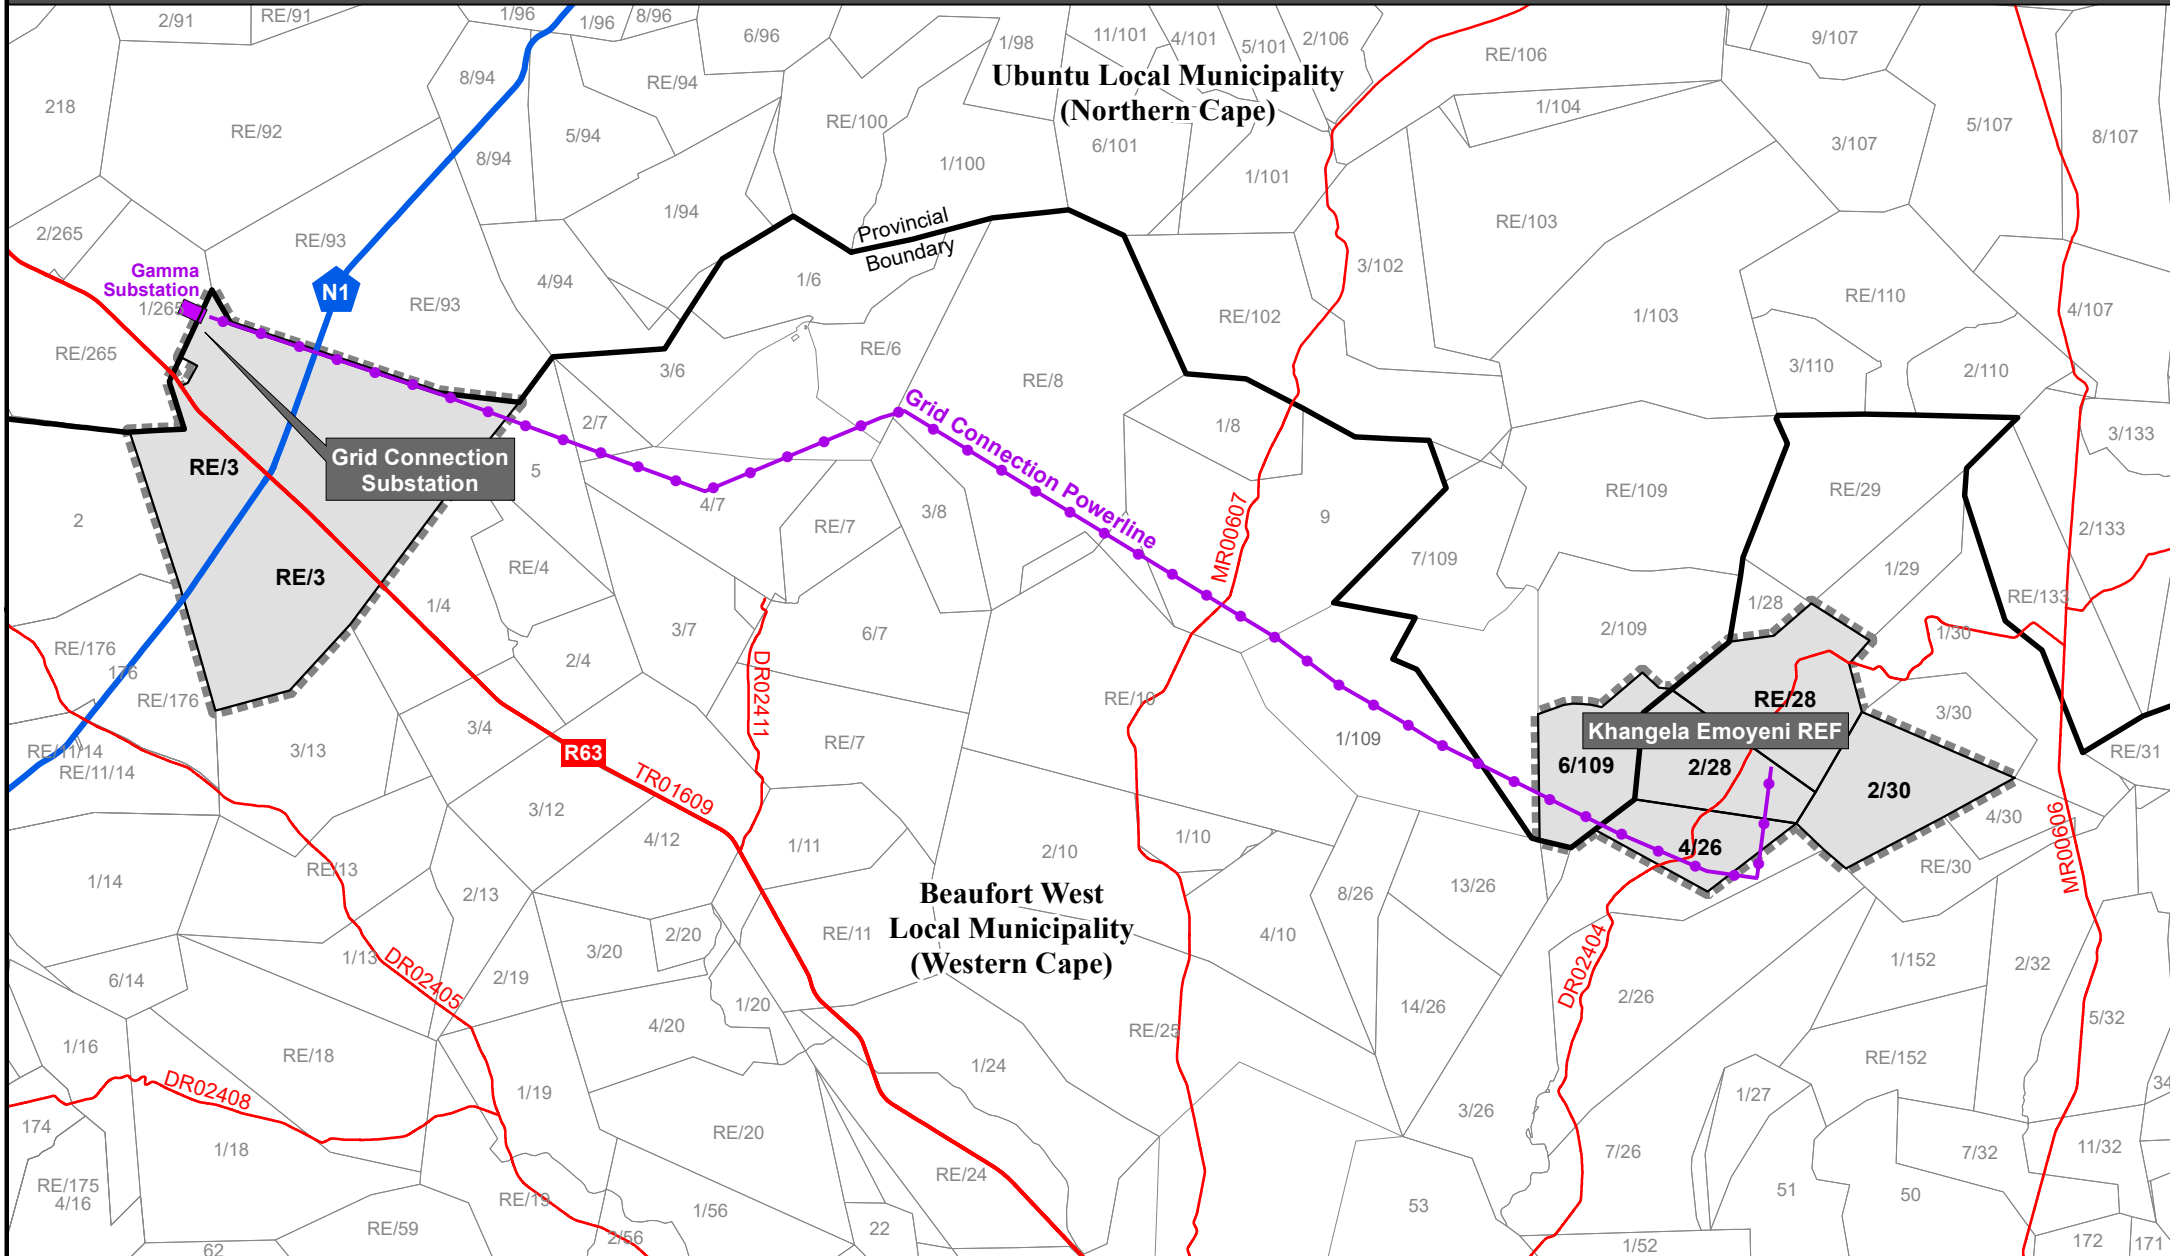 2/91
RE/91
1/96
1/96
8/96
6/96
1/98
11/101
4/101
5/101
2/106
RE/106
9/107
Ubuntu Local Municipality
(Northern Cape)
218
8/94
RE/94
RE/92
5/94
8/94
RE/100
1/100
6/101
1/101
1/104
3/107
5/107
8/107
2/265
RE/93
1/94
Provincial
Boundary
RE/103
Gamma
Substation
1/265
N1
RE/93
4/94
1/6
3/102
RE/102
1/103
RE/110
4/107
RE/265
3/6
RE/6
RE/8
3/110
2/110
Grid Connection Powerline
2/7
1/8
3/133
RE/3
Grid Connection
Substation
5
4/7
RE/7
3/8
9
RE/109
RE/29
2
2/133
MR00607
7/109
RE/3
RE/4
1/29
1/4
1/28
RE/133
RE/176
176
RE/176
2/4
3/7
6/7
2/109
1/30
DR02411
RE/10
RE/28
3/30
3/4
3/13
RE/7
1/109
Khangela Emoyeni REF
RE/11/14
RE/11/14
R63
TR01609
6/109
2/28
2/30
RE/31
3/12
4/12
1/11
1/10
2/10
4/26
4/30
MR00606
1/14
RE/13
2/13
8/26
13/26
RE/30
Beaufort West
Local Municipality
(Western Cape)
3/20
2/20
RE/11
4/10
1/13
DR02405
6/14
2/19
1/20
DR02404
2/26
1/152
2/32
14/26
4/20
RE/25
5/32
1/16
RE/18
1/24
RE/152
DR02408
1/19
3/26
1/27
34
174
1/18
RE/20
7/26
7/32
11/32
RE/175
4/16
RE/24
RE/19
51
50
53
1/56
RE/59
22
2/56
62
1/52
172
171